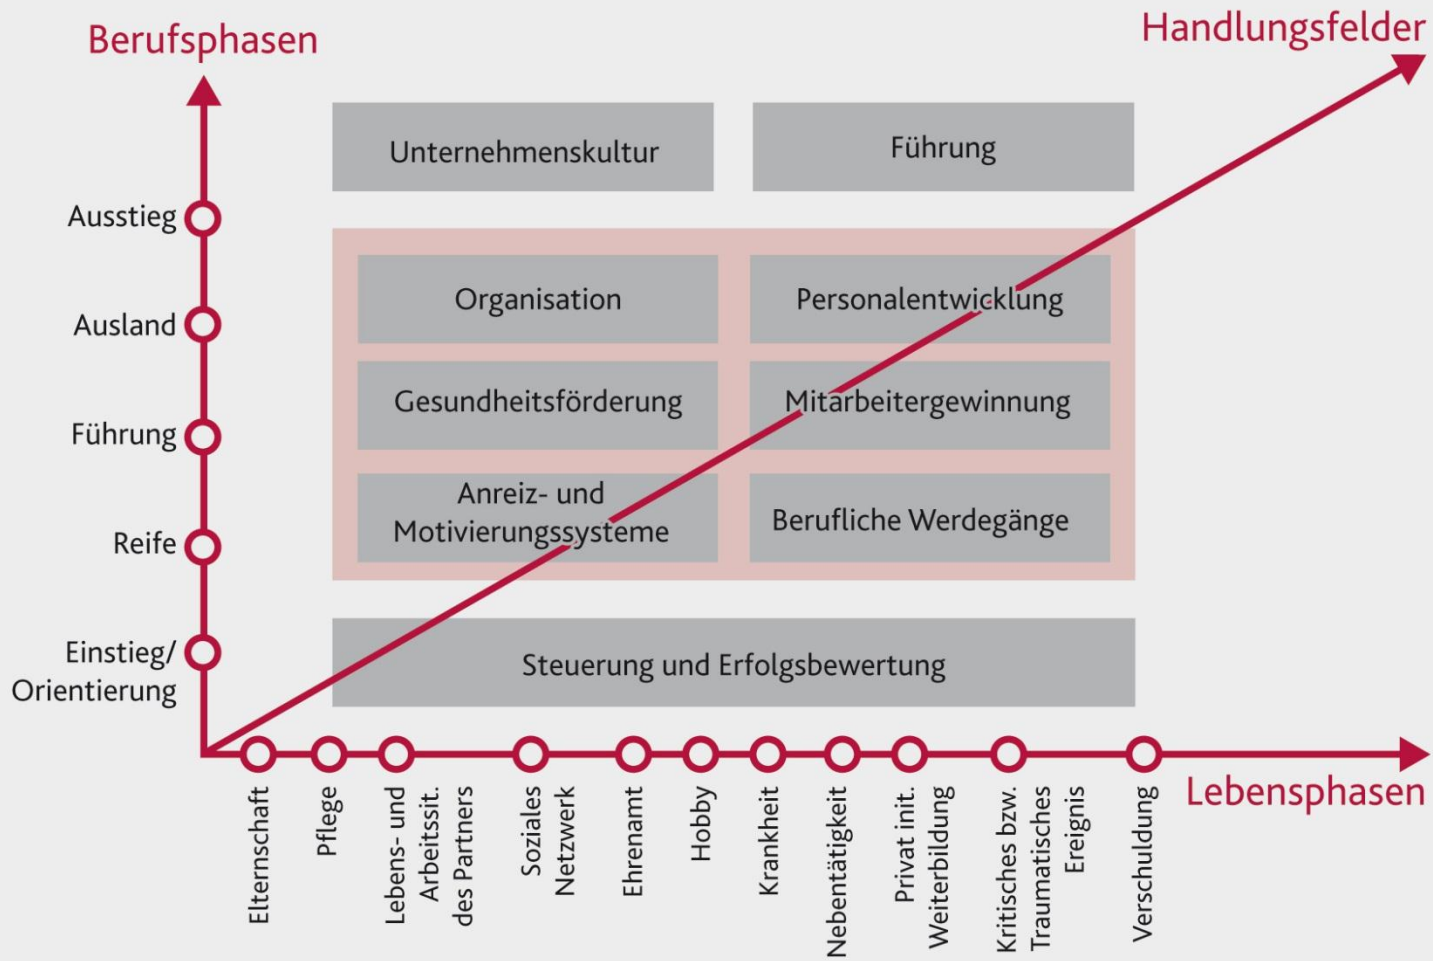 Berufsphasen
Handlungsfelder
Unternehmenskultur
Führung
Ausstieg
Organisation
Personalentwicklung
Ausland
Gesundheitsförderung
Mitarbeitergewinnung
Führung
Anreiz- und
Motivierungssysteme
Berufliche Werdegänge
Reife
Einstieg/
Orientierung
Steuerung und Erfolgsbewertung
Lebensphasen
Elternschaft
Pflege
Lebens- und
Arbeitssit.
des Partners
Soziales
Netzwerk
Ehrenamt
Hobby
Krankheit
Nebentätigkeit
Privat init.
Weiterbildung
Kritisches bzw.
Traumatisches
Ereignis
Verschuldung